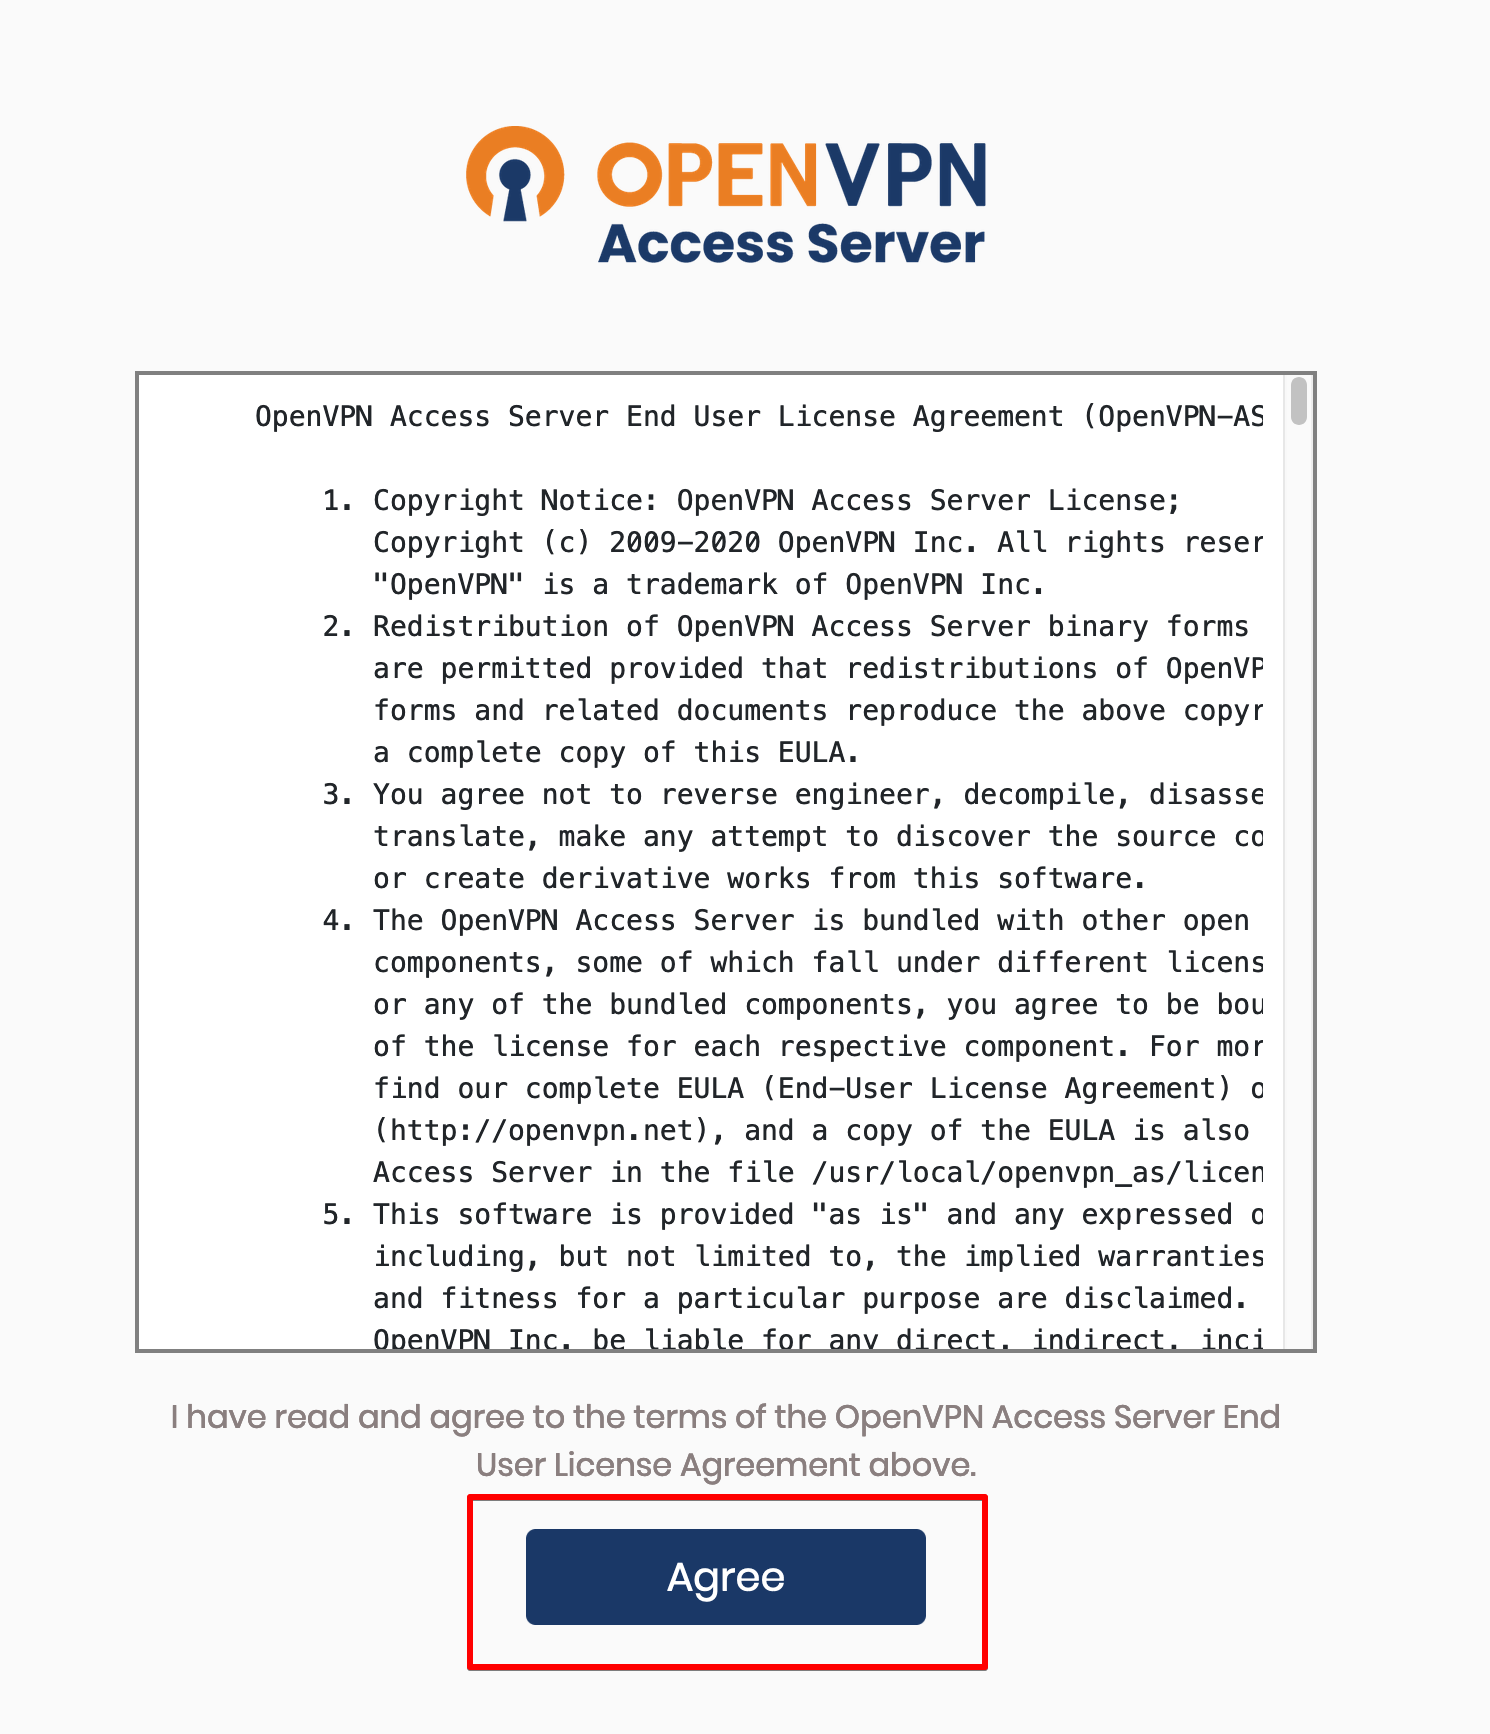 OPENVPN
Access Server
OpenVPN Access Server End User License Agreement (OpenVPN-AS
1. Copyright Notice: OpenVPN Access Server License;
Copyright (c) 2009-2020 OpenVPN Inc. All rights reser
"OpenVPN" is a trademark of OpenVPN Inc.
2. Redistribution of OpenVPN Access Server binary forms
are permitted provided that redistributions of OpenVP
forms and related documents reproduce the above copyr
a complete copy of this EULA.
3. You agree not to reverse engineer, decompile, disasse
translate, make any attempt to discover the source co
or create derivative works from this software.
4. The OpenVPN Access Server is bundled with other open
components, some of which fall under different licens
or any of the bundled components, you agree to be bou
of the license for each respective component. For mor
find our complete EULA (End-User License Agreement) o
(http://openvpn.net), and a copy of the EULA is also
Access Server in the file /usr/local/openvpn_as/licen
5. This software is provided "as is" and any expressed o
including, but not limited to, the implied warranties
and fitness for a particular purpose are disclaimed.
OpenVPN Inc. be liable for any direct, indirect, inci
I have read and agree to the terms of the OpenVPN Access Server End
User License Agreement above.
Agree